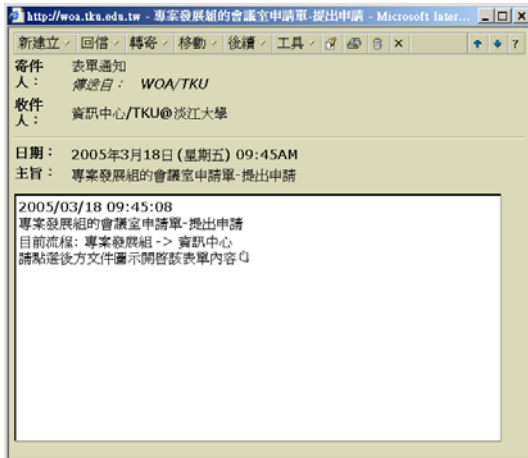 http://woa.tku.edu.tw - 專案發展組的會議室申請單-提出申請 - Microsoft Inter...
新建立 回信 轉寄 移動 後續 工具 ?
寄件人： 表單通知
傳送自： WOA/TKU
收件人： 資訊中心/TKU@淡江大學
日期： 2005年3月18日 (星期五) 09:45AM
主旨： 專案發展組的會議室申請單-提出申請
2005/03/18 09:45:08
專案發展組的會議室申請單-提出申請
目前流程: 專案發展組 -> 資訊中心
請點選後方文件圖示開啓該表單內容